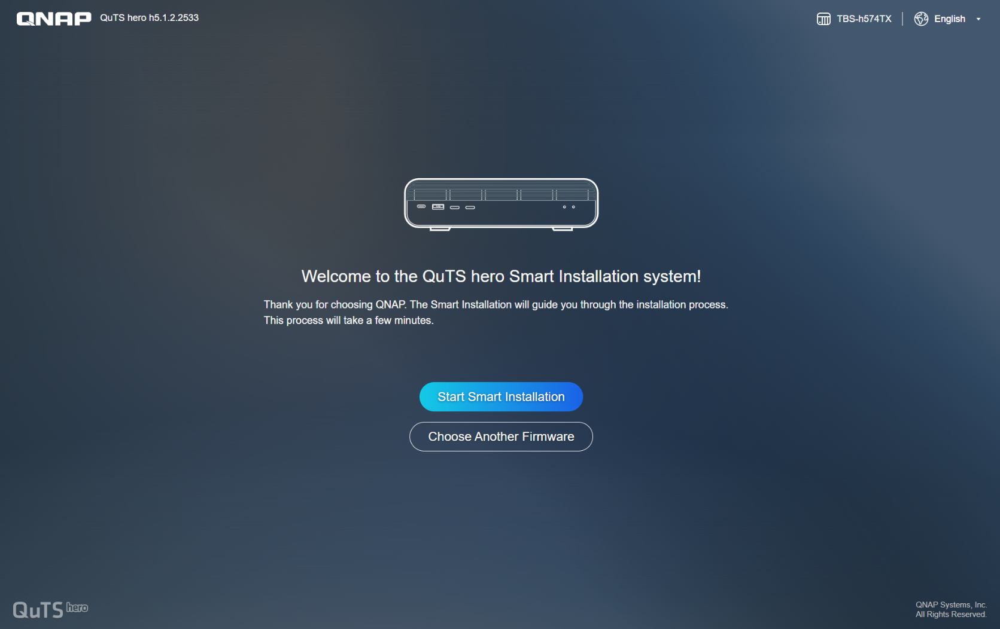 QNAP QuTS hero h5.1.2.2533
TBS-h574TX English
Welcome to the QuTS hero Smart Installation system!
Thank you for choosing QNAP. The Smart Installation will guide you through the installation process.
This process will take a few minutes.
Start Smart Installation
Choose Another Firmware
QuTS hero
QNAP Systems, Inc.
All Rights Reserved.